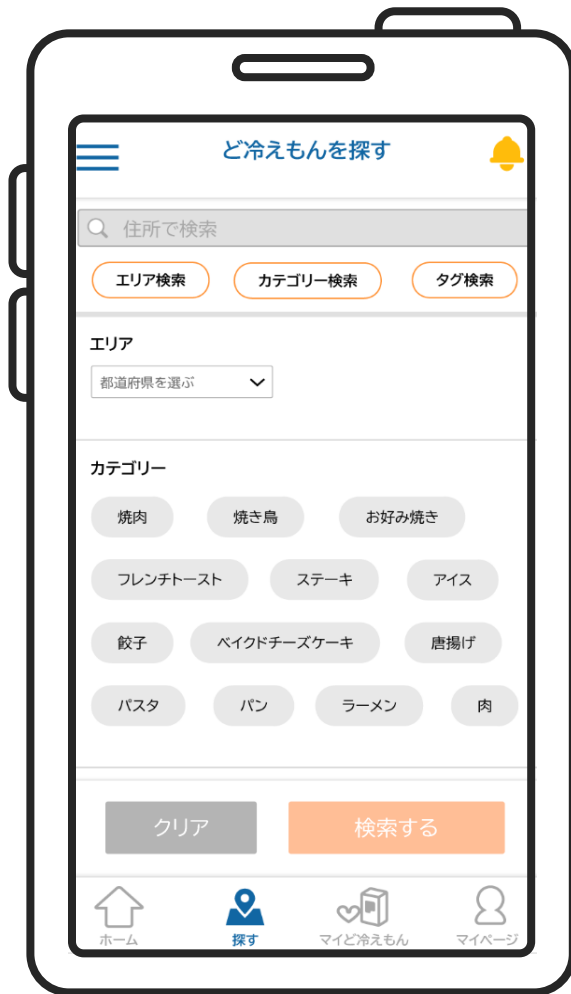 ど冷えもんを探す
住所で検索
エリア検索 カテゴリー検索 タグ検索
エリア
都道府県を選ぶ
カテゴリー
焼肉 焼き鳥 お好み焼き
フレンチトースト ステーキ アイス
餃子 ベイクドチーズケーキ 唐揚げ
パスタ パン ラーメン 肉
クリア 検索する
ホーム 探す マイど冷えもん マイページ